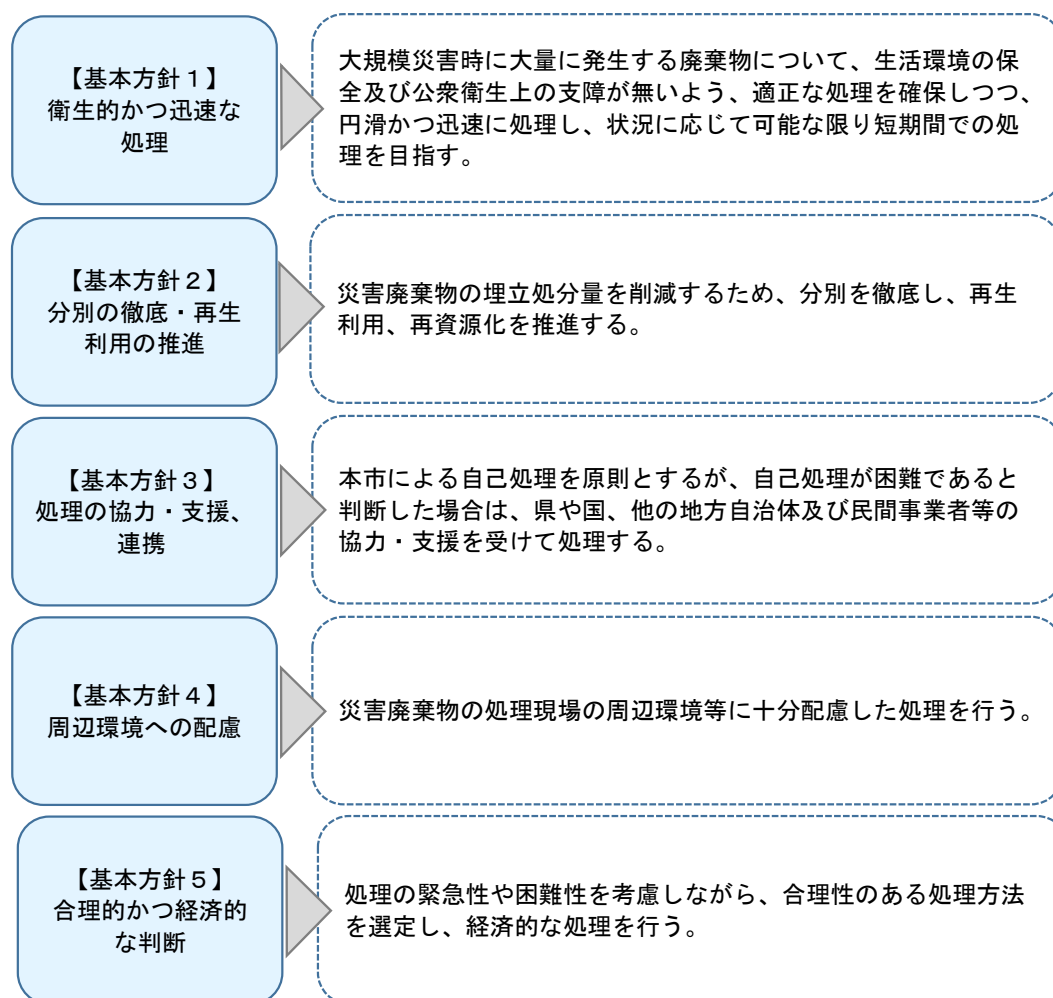 【基本方針１】
衛生的かつ迅速な
処理
大規模災害時に大量に発生する廃棄物について、生活環境の保
全及び公衆衛生上の支障が無いよう、適正な処理を確保しつつ、
円滑かつ迅速に処理し、状況に応じて可能な限り短期間での処
理を目指す。
【基本方針２】
分別の徹底・再生
利用の推進
災害廃棄物の埋立処分量を削減するため、分別を徹底し、再生
利用、再資源化を推進する。
【基本方針３】
処理の協力・支援、
連携
本市による自己処理を原則とするが、自己処理が困難であると
判断した場合は、県や国、他の地方自治体及び民間事業者等の
協力・支援を受けて処理する。
【基本方針４】
周辺環境への配慮
災害廃棄物の処理現場の周辺環境等に十分配慮した処理を行う。
【基本方針５】
合理的かつ経済的
な判断
処理の緊急性や困難性を考慮しながら、合理性のある処理方法
を選定し、経済的な処理を行う。